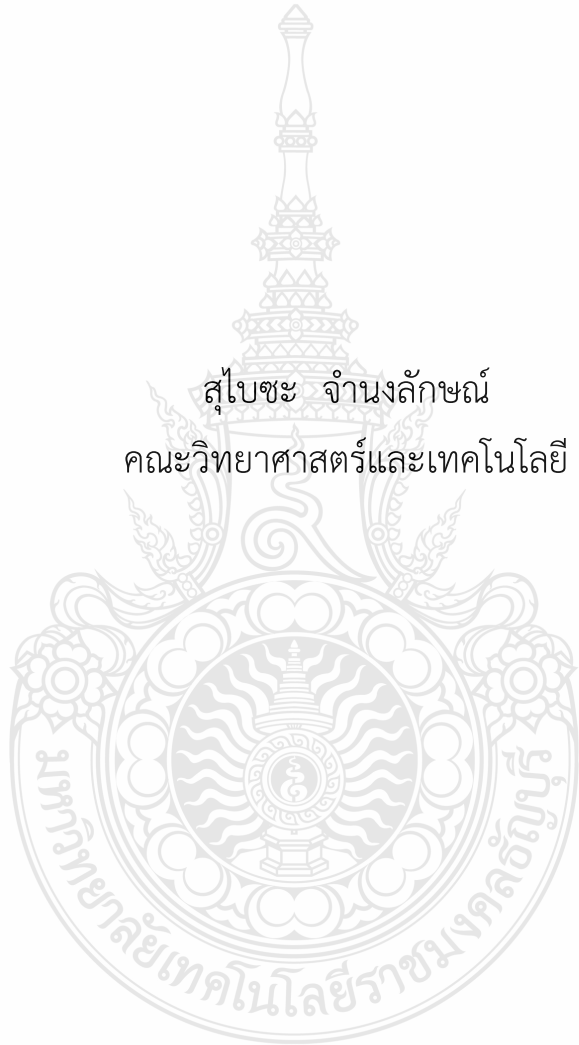 สุไบซะ จำนงลักษณ์
คณะวิทยาศาสตร์และเทคโนโลยี
มหาวิทยาลัยเทคโนโลยีราชมงคลธัญบุรี